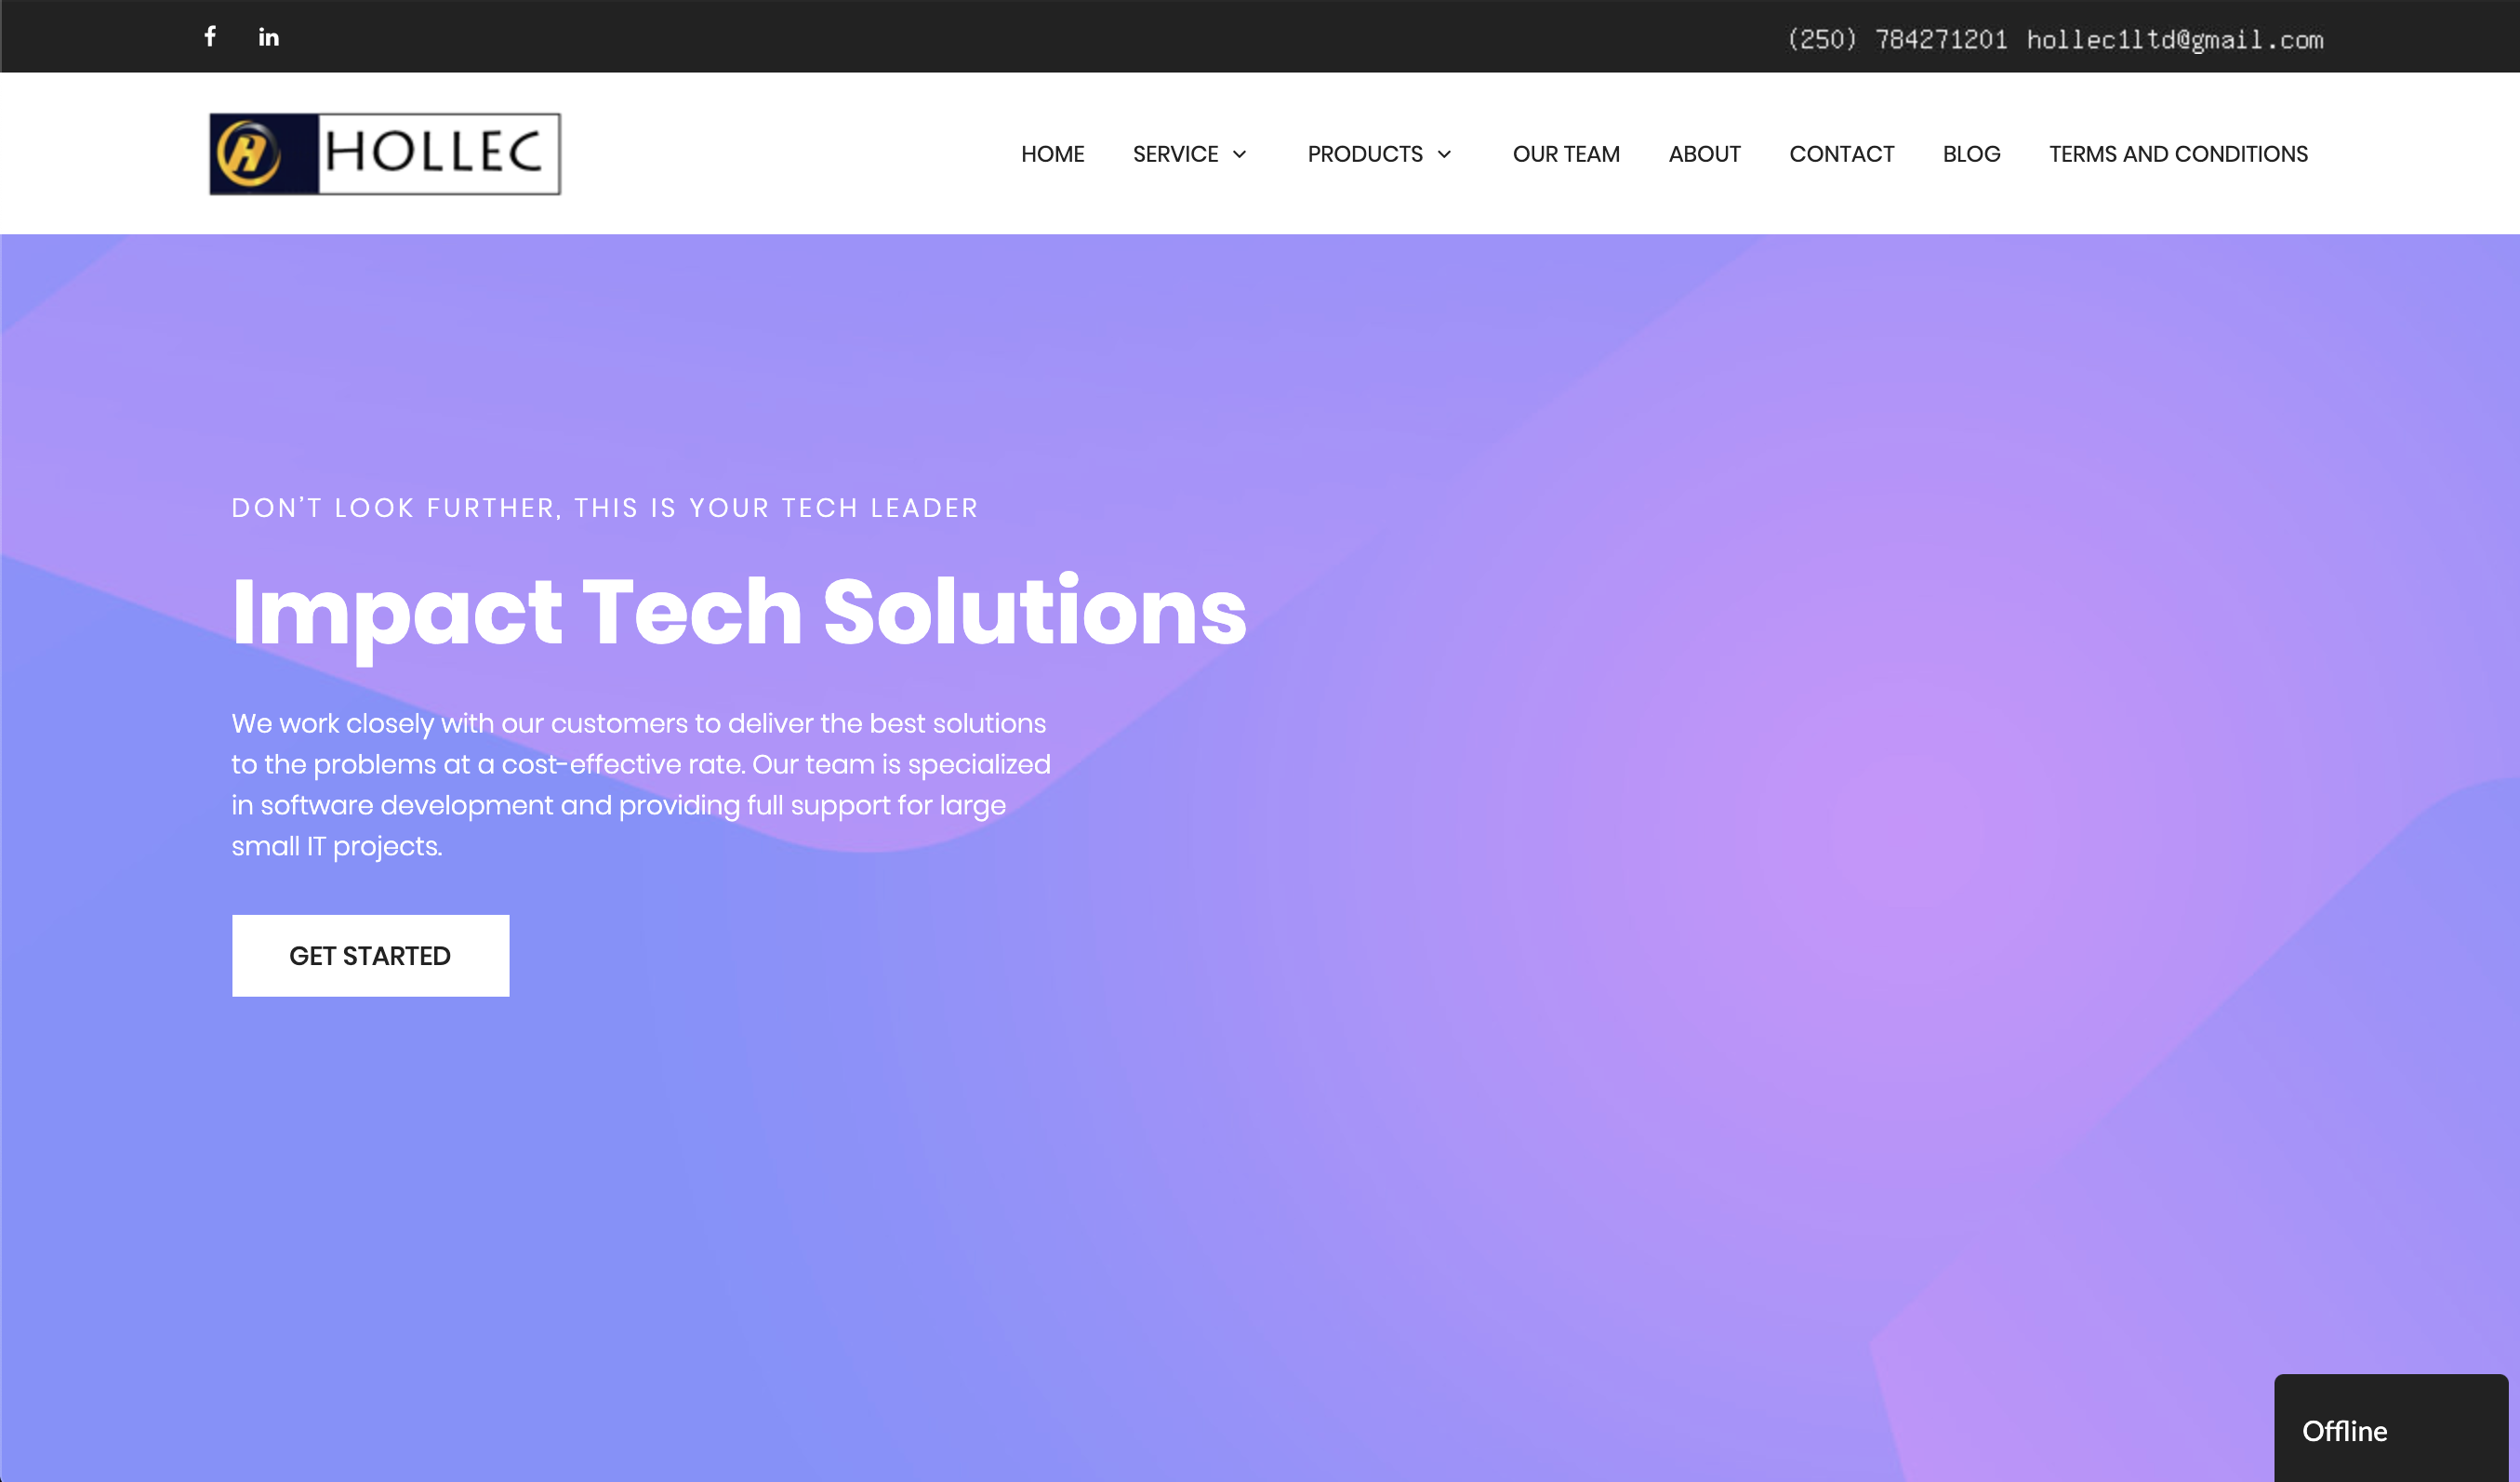 (250) 784271201 hollec1ltd@gmail.com
HOLLEC
HOME SERVICE PRODUCTS OUR TEAM ABOUT CONTACT BLOG TERMS AND CONDITIONS
DON’T LOOK FURTHER, THIS IS YOUR TECH LEADER
Impact Tech Solutions
We work closely with our customers to deliver the best solutions
to the problems at a cost-effective rate. Our team is specialized
in software development and providing full support for large
small IT projects.
GET STARTED
Offline